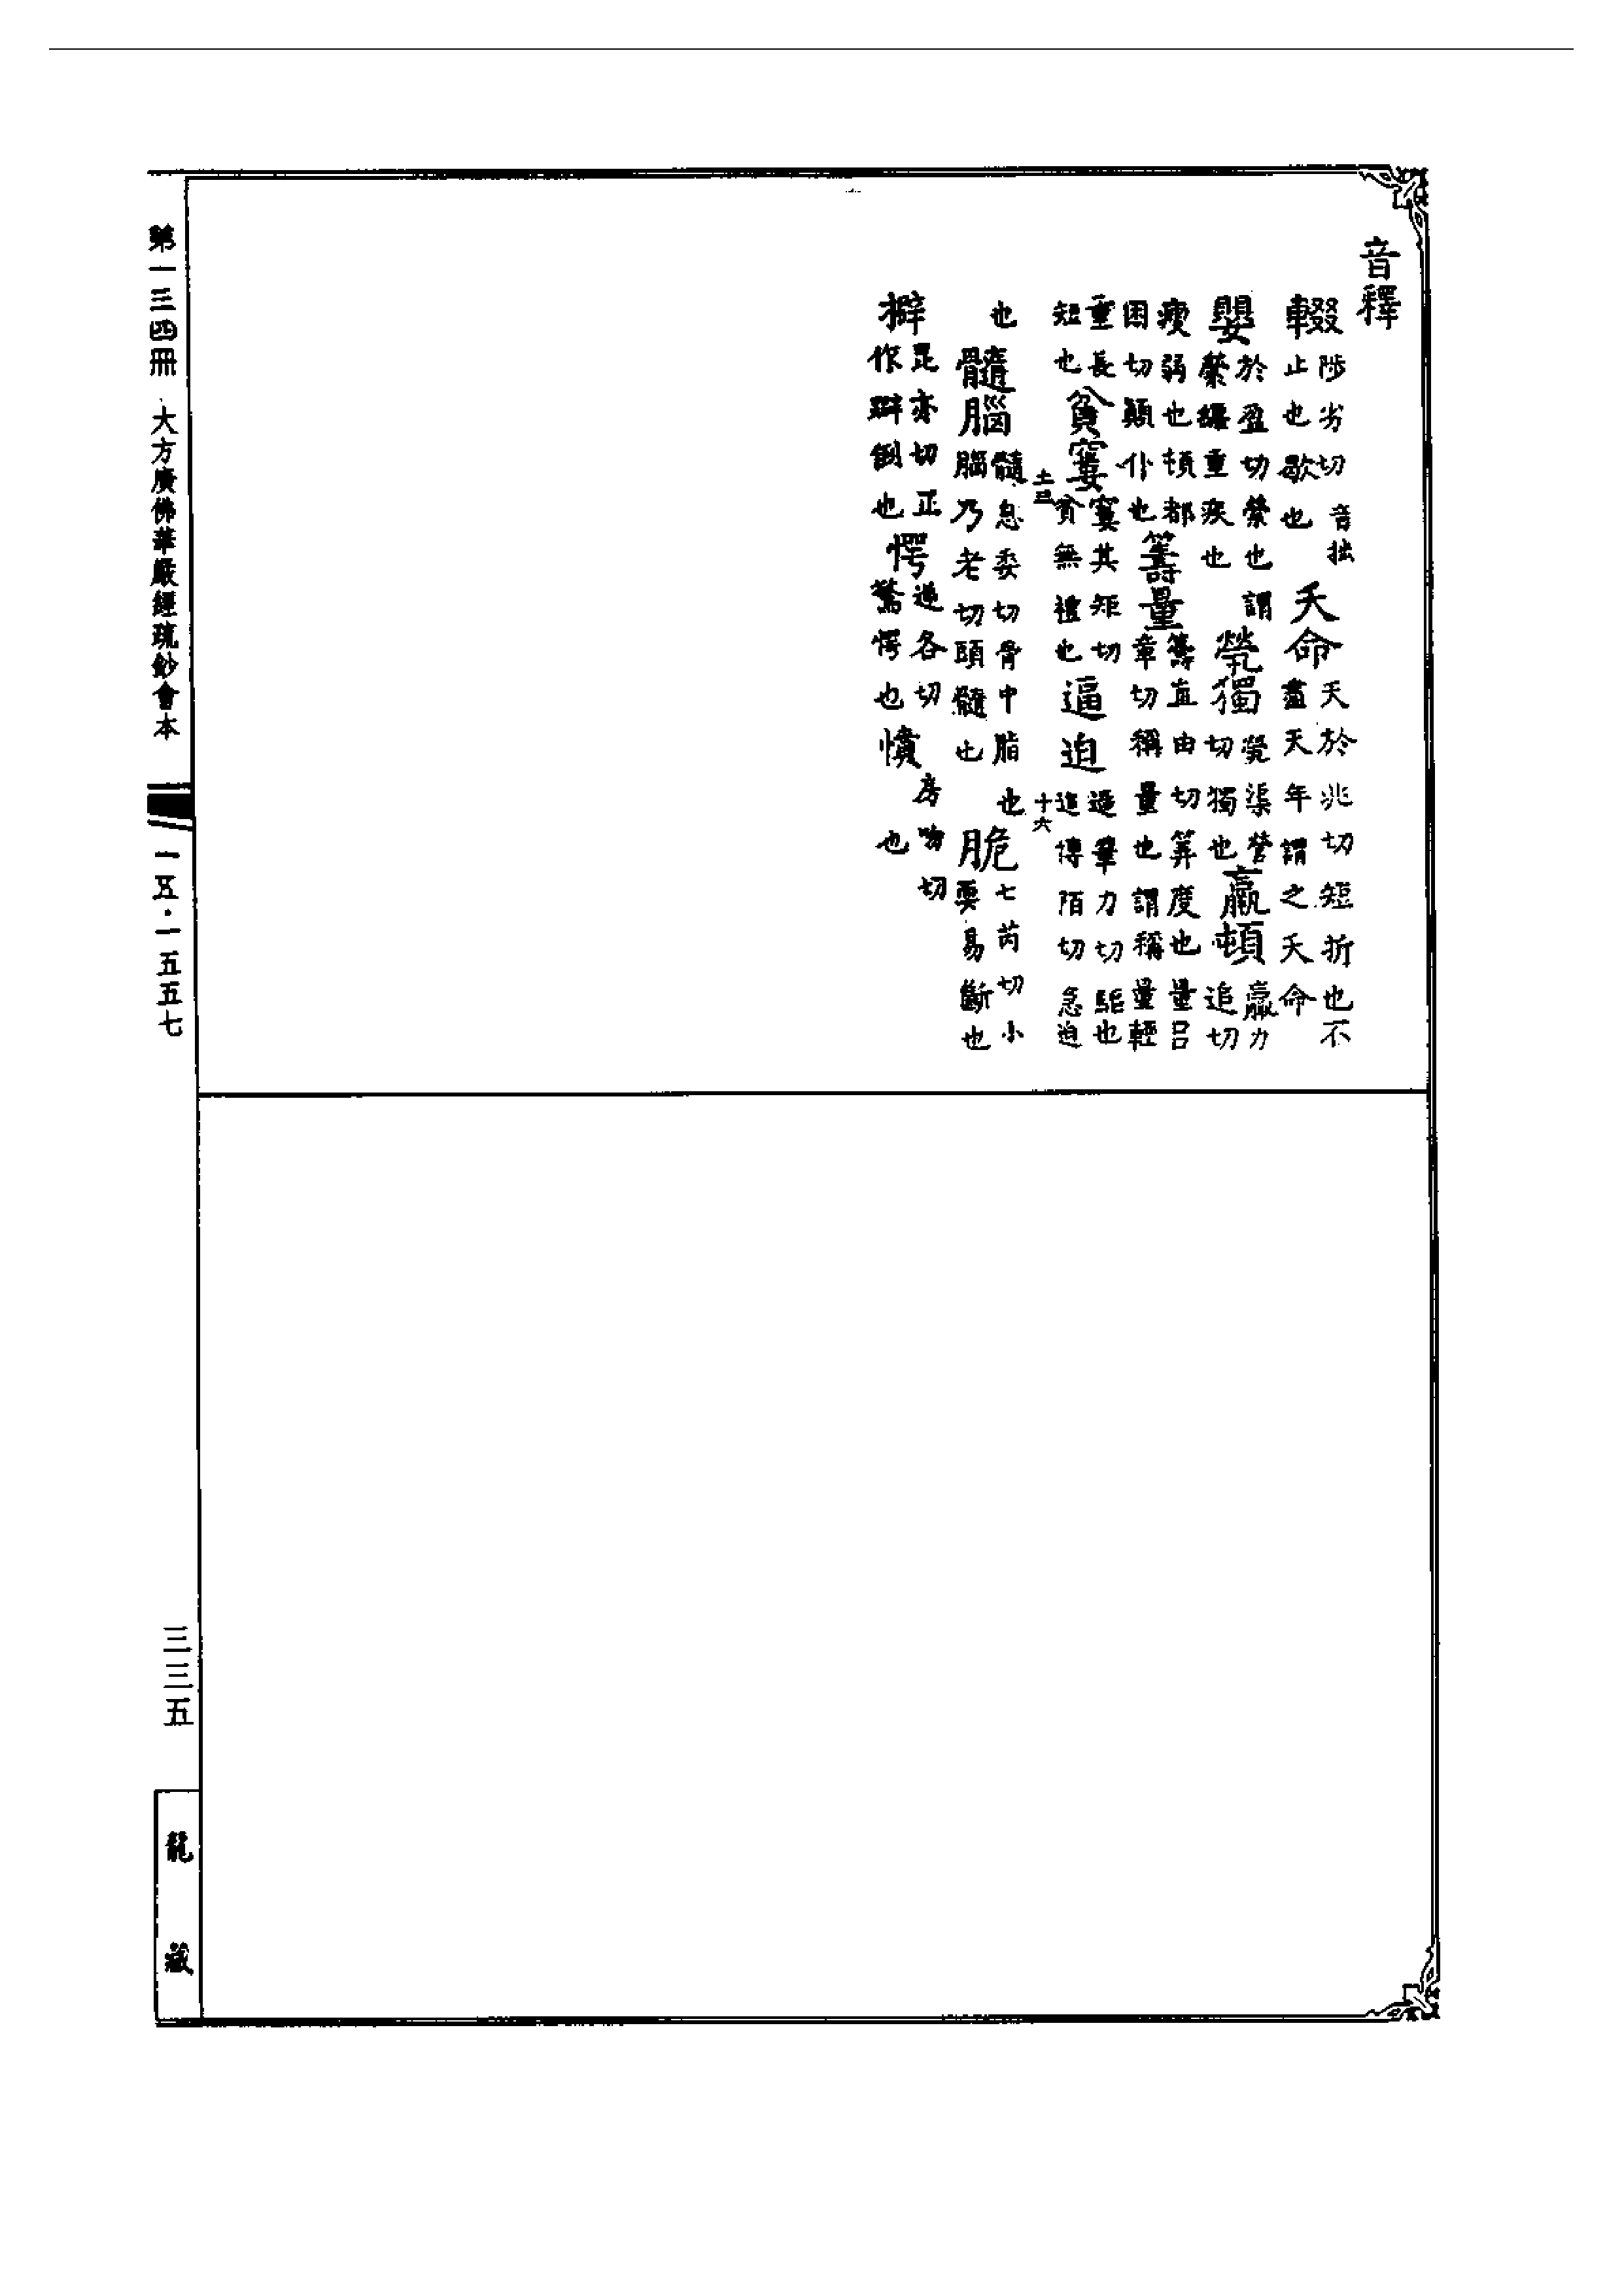 音釋
輟陟劣切音拙止也歇也夭命夭於兆切短折也不盡天年謂之夭命
嬰於盈切縈也謂縈纏重疾也煢獨煢渠營切獨也羸頓羸力追切
瘦弱也頓都困切顛仆也籌量籌直由切筭度也量呂章切稱量也謂稱量輕
重長短也貧窶窶其矩切貧無禮也逼迫逼筆力切驅也迫博陌切急迫
也髓腦髓息委切骨中脂也腦乃老切頭髓也脆七芮切小耎易斷也
擗毘亦切正作躃倒也愕逆各切驚愕也憤房吻切也
十六
第一三四冊 大方廣佛華嚴經疏鈔會本
一五·一五五七
三三五
龍藏